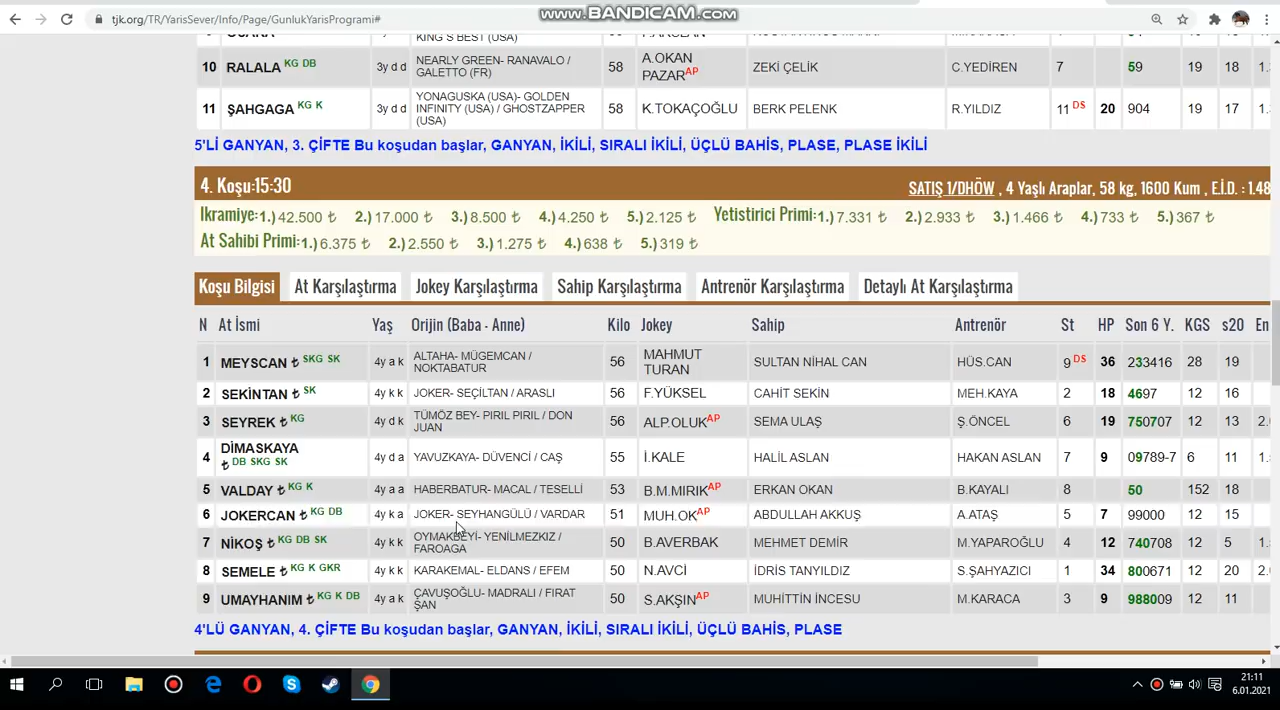 www.BANDICAM.com
tjk.org/TR/YarisSever/Info/Page/GunlukYarisProgrami#
KING'S BEST (USA)
10 RALALA KG DB 3y d d NEARLY GREEN- RANAVALO / GALETTO (FR) 58 A.OKAN PAZAR AP ZEKİ ÇELİK C.YEDİREN 7 59 19 18
11 ŞAHGAGA KG K 3y d d YONAGUSKA (USA)- GOLDEN INFINITY (USA) / GHOSTZAPPER (USA) 58 K.TOKAÇOĞLU BERK PELENK R.YILDIZ 11 DS 20 904 19 17
5'Lİ GANYAN, 3. ÇİFTE Bu koşudan başlar, GANYAN, İKİLİ, SIRALI İKİLİ, ÜÇLÜ BAHİS, PLASE, PLASE İKİLİ
4. Koşu:15:30 SATIŞ 1/DHÖW , 4 Yaşlı Araplar, 58 kg, 1600 Kum , E.İ.D. : 1.48
İkramiye:1.) 42.500 ₺ 2.) 17.000 ₺ 3.) 8.500 ₺ 4.) 4.250 ₺ 5.) 2.125 ₺ Yetistirici Primi:1.) 7.331 ₺ 2.) 2.933 ₺ 3.) 1.466 ₺ 4.) 733 ₺ 5.) 367 ₺
At Sahibi Primi:1.) 6.375 ₺ 2.) 2.550 ₺ 3.) 1.275 ₺ 4.) 638 ₺ 5.) 319 ₺
Koşu Bilgisi At Karşılaştırma Jokey Karşılaştırma Sahip Karşılaştırma Antrenör Karşılaştırma Detaylı At Karşılaştırma
N At İsmi Yaş Orijin (Baba - Anne) Kilo Jokey Sahip Antrenör St HP Son 6 Y. KGS s20 En
1 MEYSCAN ₺ SKG SK 4y a k ALTAHA- MÜGEMCAN / NOKTABATUR 56 MAHMUT TURAN SULTAN NİHAL CAN HÜS.CAN 9 DS 36 233416 28 19
2 SEKİNTAN ₺ SK 4y k k JOKER- SEÇİLTAN / ARASLI 56 F.YÜKSEL CAHİT SEKİN MEH.KAYA 2 18 4697 12 16
3 SEYREK ₺ KG 4y d k TÜMÖZ BEY- PIRIL PIRIL / DON JUAN 56 ALP.OLUK AP SEMA ULAŞ Ş.ÖNCEL 6 19 750707 12 13 2.
4 DİMASKAYA ₺ DB SKG SK 4y d a YAVUZKAYA- DÜVENCİ / CAŞ 55 İ.KALE HALİL ASLAN HAKAN ASLAN 7 9 09789-7 6 11 1.
5 VALDAY ₺ KG K 4y a a HABERBATUR- MACAL / TESELLİ 53 B.M.MIRIK AP ERKAN OKAN B.KAYALI 8 50 152 18
6 JOKERCAN ₺ KG DB 4y k a JOKER- SEYHANGÜLÜ / VARDAR 51 MUH.OK AP ABDULLAH AKKUŞ A.ATAŞ 5 7 99000 12 15
7 NİKOŞ ₺ KG DB SK 4y k k OYMAKBEYİ- YENİLMEZKIZ / FAROAGA 50 B.AVERBAK MEHMET DEMİR M.YAPAROĞLU 4 12 740708 12 5 1.
8 SEMELE ₺ KG K GKR 4y k k KARAKEMAL- ELDANS / EFEM 50 N.AVCİ İDRİS TANYILDIZ S.ŞAHYAZICI 1 34 800671 12 20 2.
9 UMAYHANIM ₺ KG K DB 4y a k ÇAVUŞOĞLU- MADRALI / FIRAT ŞAN 50 S.AKŞIN AP MUHİTTİN İNCESU M.KARACA 3 9 988009 12 11
4'LÜ GANYAN, 4. ÇİFTE Bu koşudan başlar, GANYAN, İKİLİ, SIRALI İKİLİ, ÜÇLÜ BAHİS, PLASE
21:11
6.01.2021